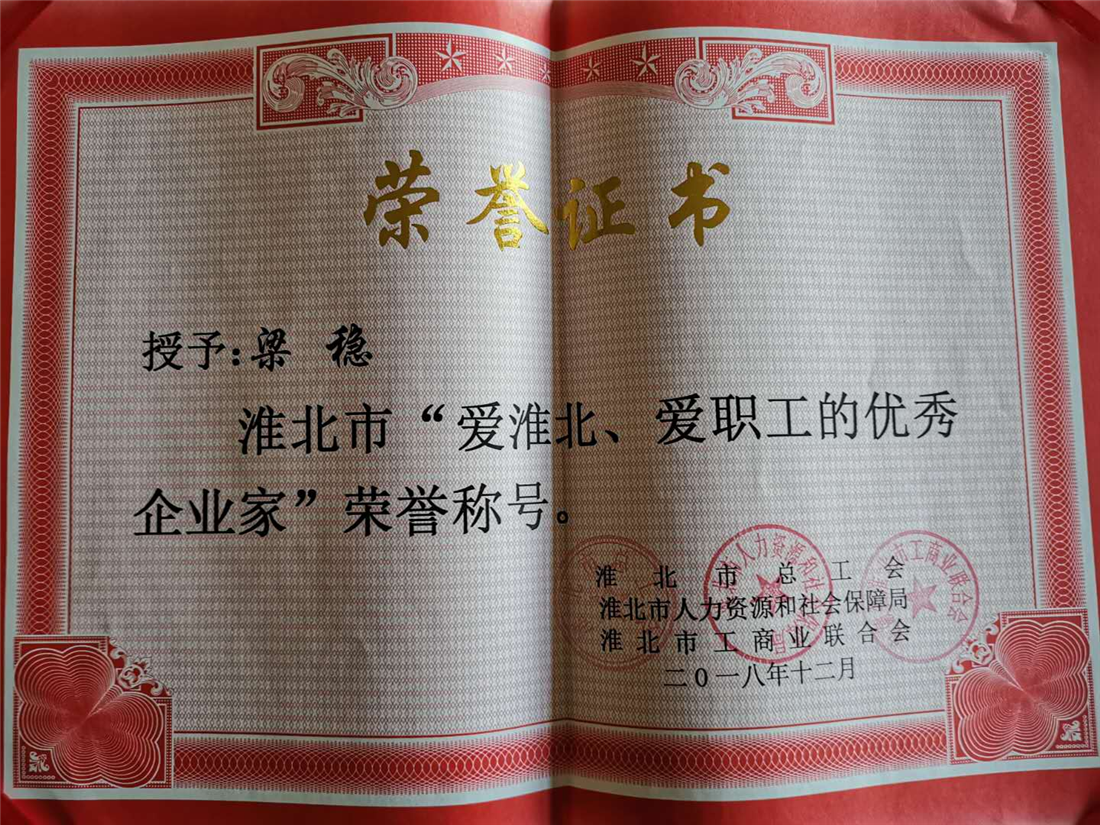 荣誉证书
授予:梁 稳
淮北市“爱淮北、爱职工的优秀
企业家”荣誉称号。
淮北市总工会
淮北市人力资源和社会保障局
淮北市工商业联合会
二0一八年十二月